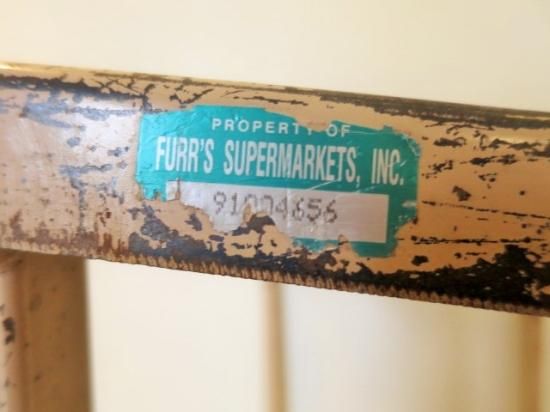 PROPERTY OF
FURR'S SUPERMARKETS, INC.
91004656